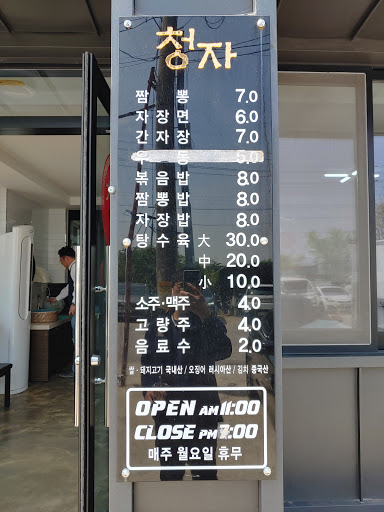 청자
짬뽕 7.0
자장면 6.0
간자장 7.0
우동 5.0
볶음밥 8.0
짬뽕밥 8.0
자장밥 8.0
탕수육 大 30.0
中 20.0
小 10.0
소주·맥주 4.0
고량주 4.0
음료수 2.0
쌀·돼지고기 국내산 / 오징어 러시아산 / 김치 중국산
OPEN AM 11:00
CLOSE PM 7:00
매주 월요일 휴무